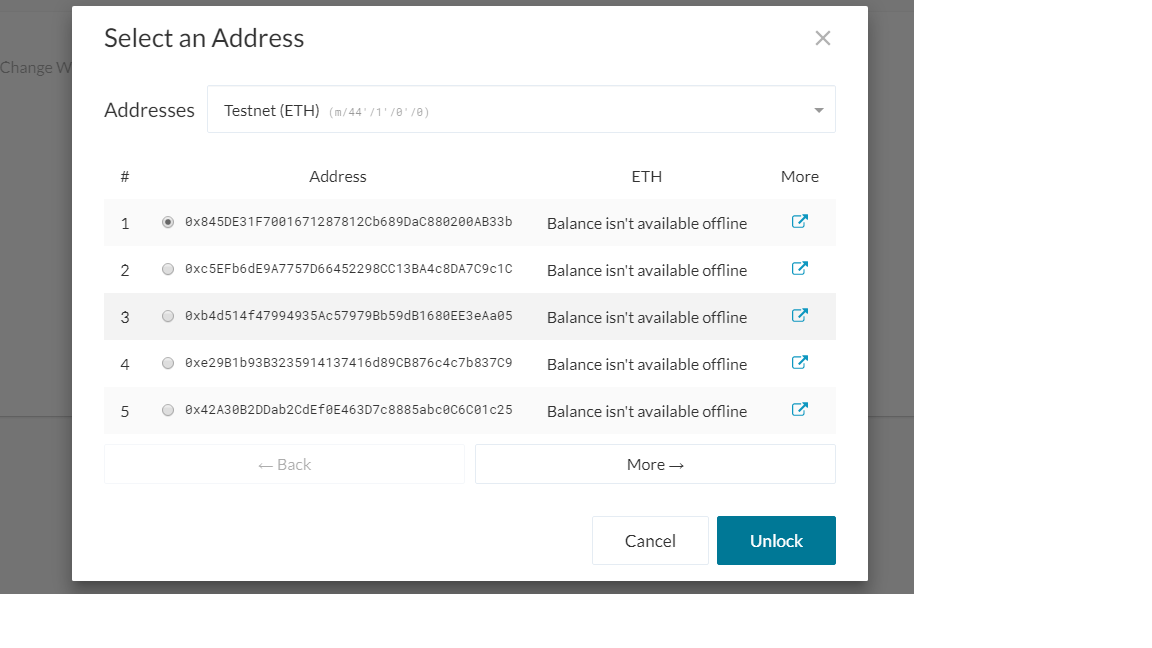 Select an Address
×
Change W
Addresses Testnet (ETH) (m/44'/1'/0'/0)
# Address ETH More
1 0x845DE31F7001671287812Cb689DaC880200AB33b Balance isn't available offline
2 0xc5EFb6dE9A7757D66452298CC13BA4c8DA7C9c1C Balance isn't available offline
3 0xb4d514f47994935Ac57979Bb59dB1680EE3eAa05 Balance isn't available offline
4 0xe29B1b93B3235914137416d89CB876c4c7b837C9 Balance isn't available offline
5 0x42A30B2DDab2CdEf0E463D7c8885abc0C6C01c25 Balance isn't available offline
← Back More →
Cancel Unlock